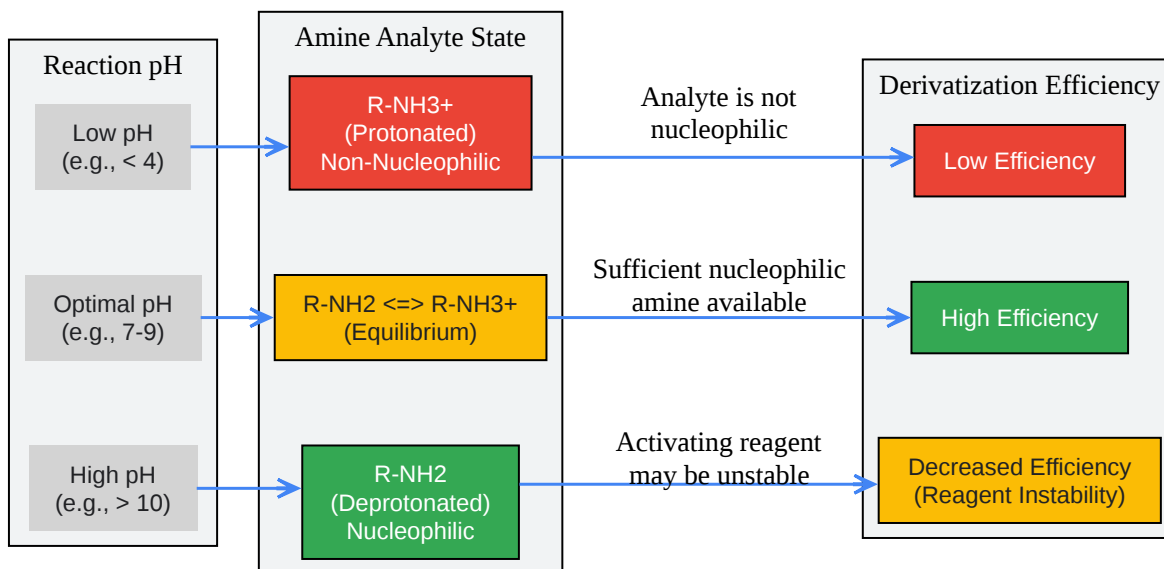 Reaction pH
Amine Analyte State
Derivatization Efficiency
Low pH
(e.g., < 4)
R-NH3+
(Protonated)
Non-Nucleophilic
Analyte is not
nucleophilic
Low Efficiency
Optimal pH
(e.g., 7-9)
R-NH2 <=> R-NH3+
(Equilibrium)
Sufficient nucleophilic
amine available
High Efficiency
High pH
(e.g., > 10)
R-NH2
(Deprotonated)
Nucleophilic
Activating reagent
may be unstable
Decreased Efficiency
(Reagent Instability)